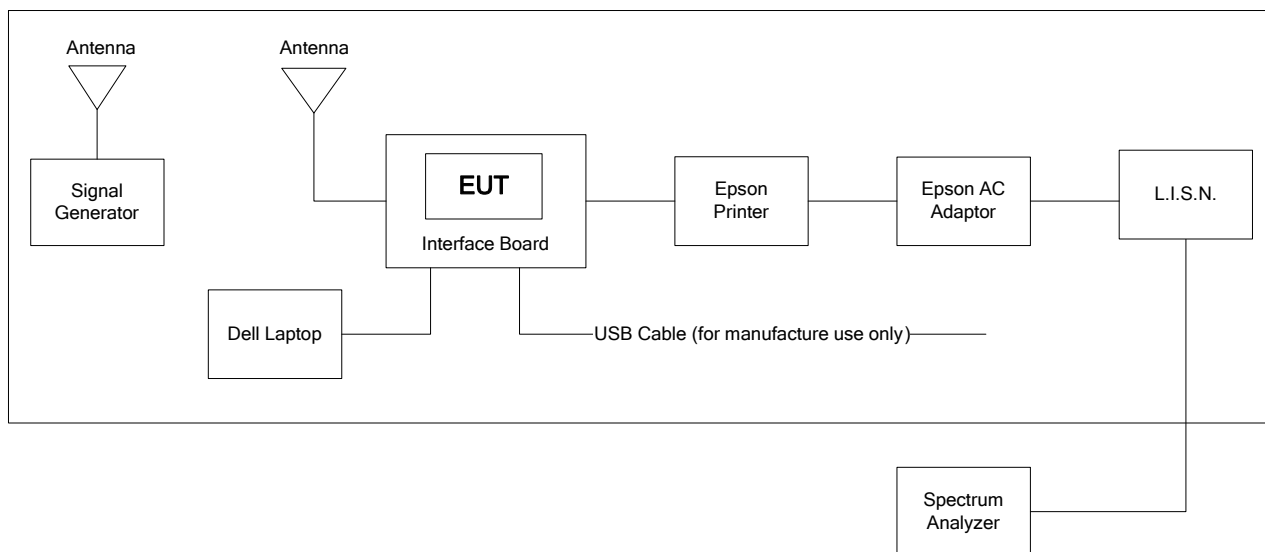 Antenna
Antenna
Signal
Generator
EUT
Interface Board
Epson
Printer
Epson AC
Adaptor
L.I.S.N.
Dell Laptop
USB Cable (for manufacture use only)
Spectrum
Analyzer